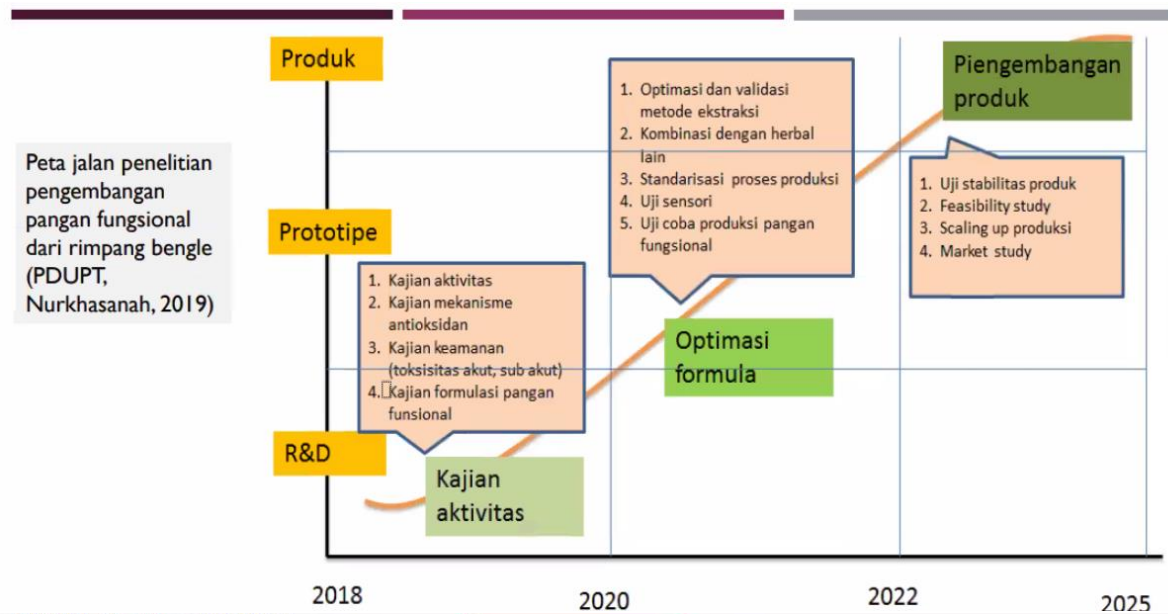 Peta jalan penelitian
pengembangan
pangan fungsional
dari rimpang bengle
(PDUPT,
Nurkhasanah, 2019)
Produk
Prototipe
R&D
1. Kajian aktivitas
2. Kajian mekanisme
antioksidan
3. Kajian keamanan
(toksisitas akut, sub akut)
4. Kajian formulasi pangan
funsional
Kajian
aktivitas
1. Optimasi dan validasi
metode ekstraksi
2. Kombinasi dengan herbal
lain
3. Standarisasi proses produksi
4. Uji sensori
5. Uji coba produksi pangan
fungsional
Optimasi
formula
Piengembangan
produk
1. Uji stabilitas produk
2. Feasibility study
3. Scaling up produksi
4. Market study
2018
2020
2022
2025